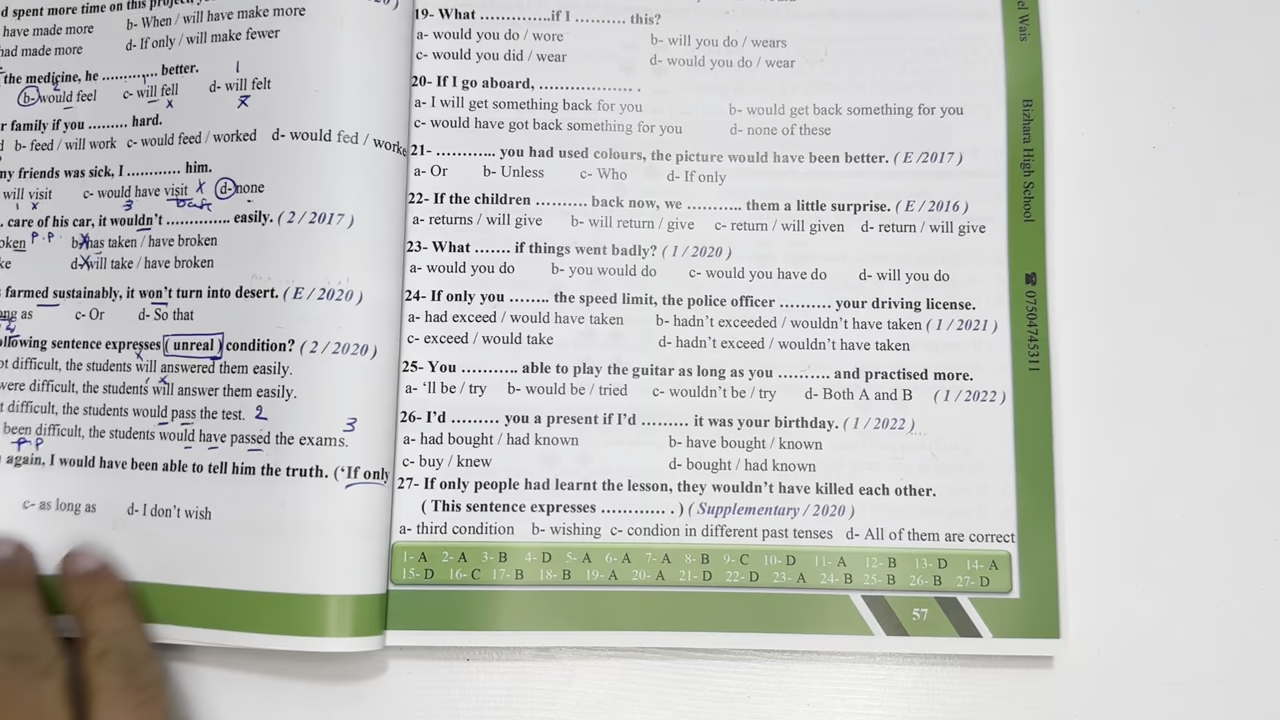 d spent more time on this
have made more b- When / will have make more
had made more d- If only / will make fewer
the medicine, he ………… better.
b- would feel c- will fell d- will felt
r family if you ……… hard.
b- feed / will work c- would feed / worked d- would fed / worke
my friends was sick, I ………… him.
will visit c- would have visit d- none
. care of his car, it wouldn't …………. easily. ( 2 / 2017 )
oken P.P b- has taken / have broken
ke d- will take / have broken
farmed sustainably, it won't turn into desert. ( E / 2020 )
ong as c- Or d- So that
ollowing sentence expresses ( unreal ) condition? ( 2 / 2020 )
ot difficult, the students will answered them easily.
were difficult, the students will answer them easily.
t difficult, the students would pass the test. 2
been difficult, the students would have passed the exams. 3
P.P
again, I would have been able to tell him the truth. ('If only
c- as long as d- I don't wish
19- What ………….if I ………. this?
a- would you do / wore b- will you do / wears
c- would you did / wear d- would you do / wear
20- If I go aboard, ………………. .
a- I will get something back for you b- would get back something for you
c- would have got back something for you d- none of these
21- ………… you had used colours, the picture would have been better. ( E /2017 )
a- Or b- Unless c- Who d- If only
22- If the children ………. back now, we ………. them a little surprise. ( E / 2016 )
a- returns / will give b- will return / give c- return / will given d- return / will give
23- What ……. if things went badly? ( 1 / 2020 )
a- would you do b- you would do c- would you have do d- will you do
24- If only you …….. the speed limit, the police officer ………. your driving license.
a- had exceed / would have taken b- hadn't exceeded / wouldn't have taken ( 1 / 2021 )
c- exceed / would take d- hadn't exceed / wouldn't have taken
25- You ………. able to play the guitar as long as you ………. and practised more.
a- 'll be / try b- would be / tried c- wouldn't be / try d- Both A and B ( 1 / 2022 )
26- I'd ……… you a present if I'd ……… it was your birthday. ( 1 / 2022 )
a- had bought / had known b- have bought / known
c- buy / knew d- bought / had known
27- If only people had learnt the lesson, they wouldn't have killed each other.
( This sentence expresses ………… . ) ( Supplementary / 2020 )
a- third condition b- wishing c- condion in different past tenses d- All of them are correct
1- A 2- A 3- B 4- D 5- A 6- A 7- A 8- B 9- C 10- D 11- A 12- B 13- D 14- A
15- D 16- C 17- B 18- B 19- A 20- A 21- D 22- D 23- A 24- B 25- B 26- B 27- D
57
el Wais
Bizhara High School
☎ 07504745311